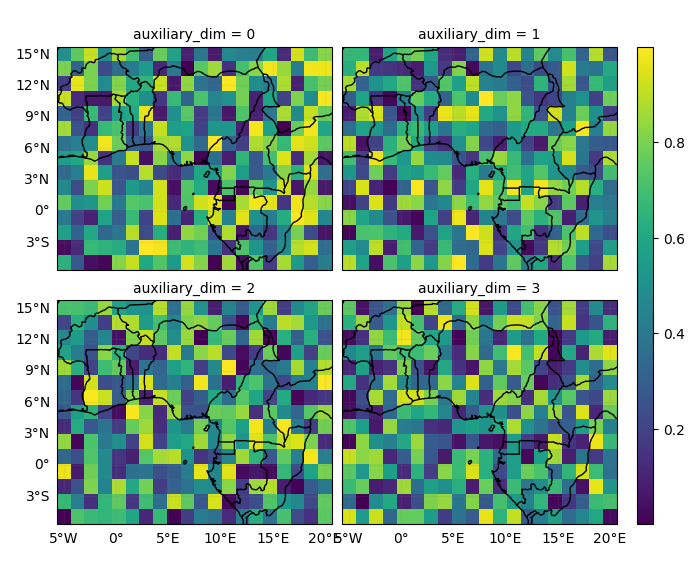 auxiliary_dim = 0
auxiliary_dim = 1
15°N
12°N
9°N
6°N
3°N
0°
3°S
0.8
0.6
0.4
0.2
auxiliary_dim = 2
auxiliary_dim = 3
15°N
12°N
9°N
6°N
3°N
0°
3°S
5°W 0° 5°E 10°E 15°E 20°E 5°W 0° 5°E 10°E 15°E 20°E